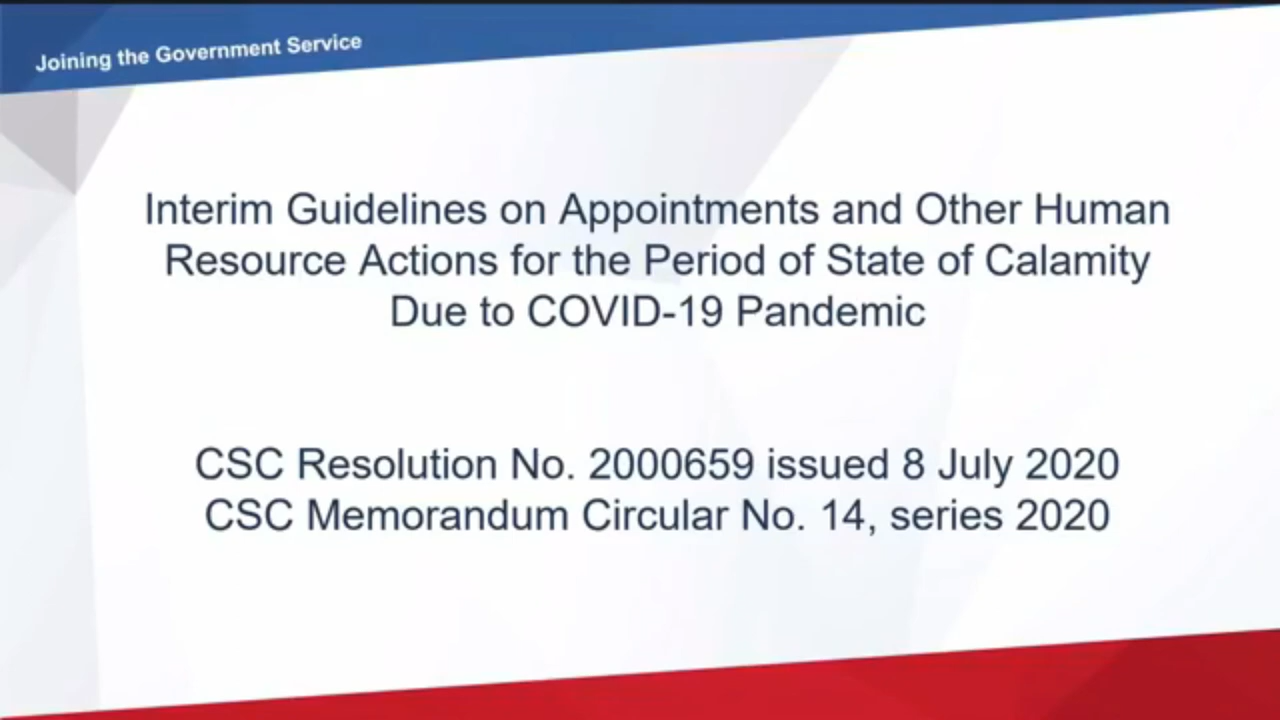 Joining the Government Service
Interim Guidelines on Appointments and Other Human
Resource Actions for the Period of State of Calamity
Due to COVID-19 Pandemic
CSC Resolution No. 2000659 issued 8 July 2020
CSC Memorandum Circular No. 14, series 2020